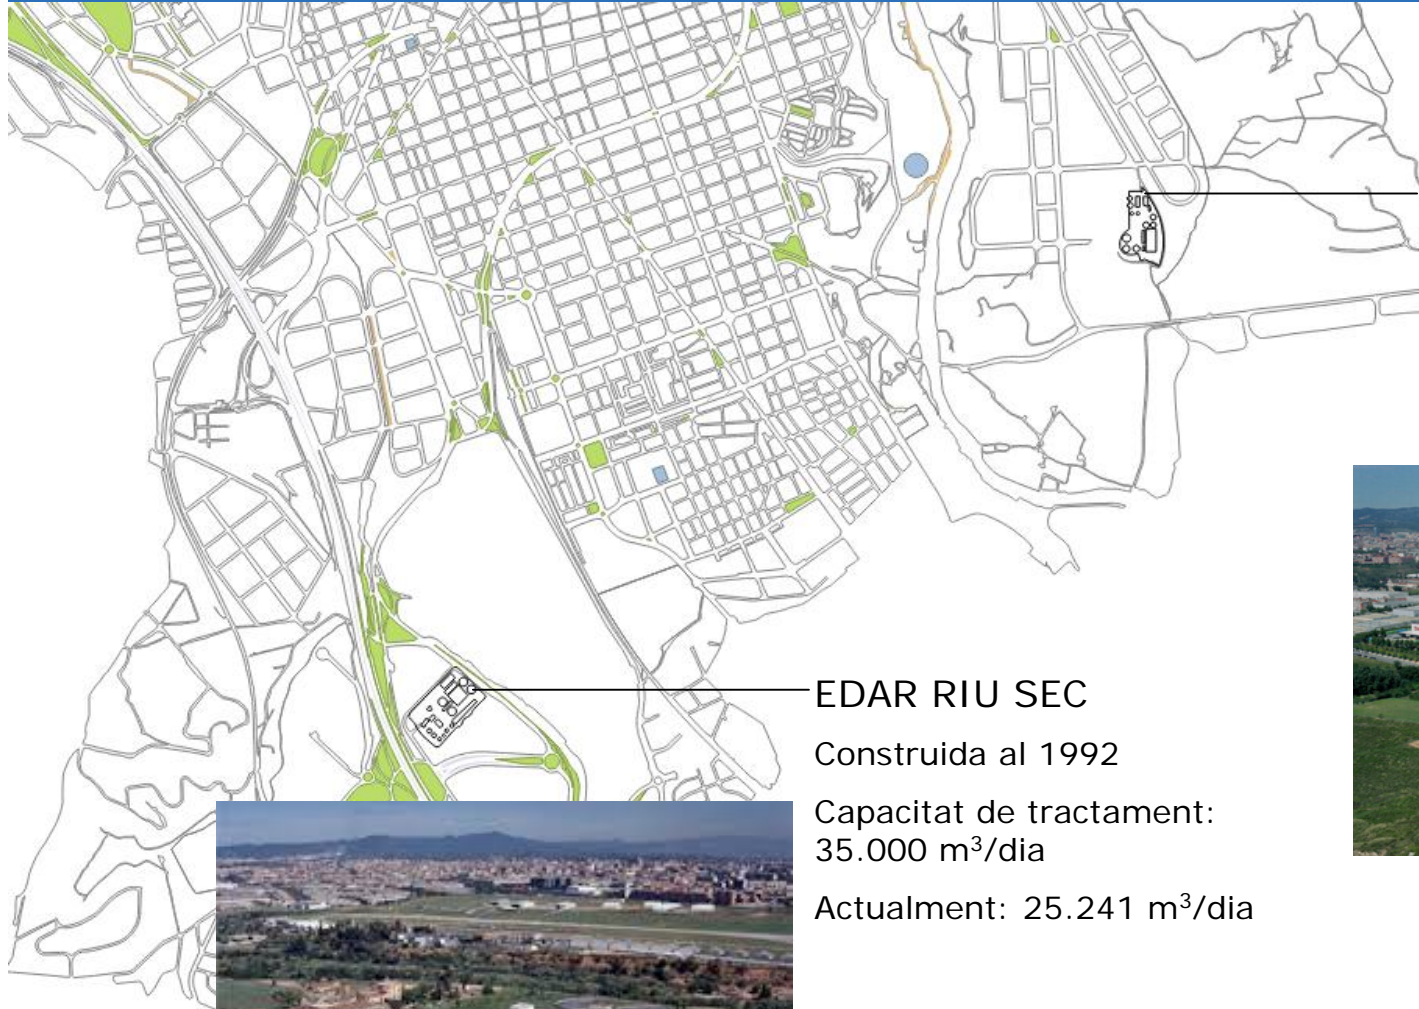 EDAR RIU SEC
Construida al 1992
Capacitat de tractament:
35.000 m³/dia
Actualment: 25.241 m³/dia